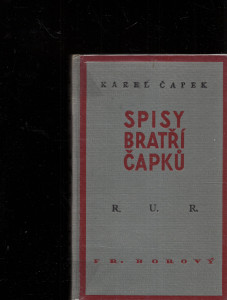 KAREL ČAPEK
SPISY
BRATŘÍ
ČAPKŮ
R. U. R.
FR. BOROVÝ